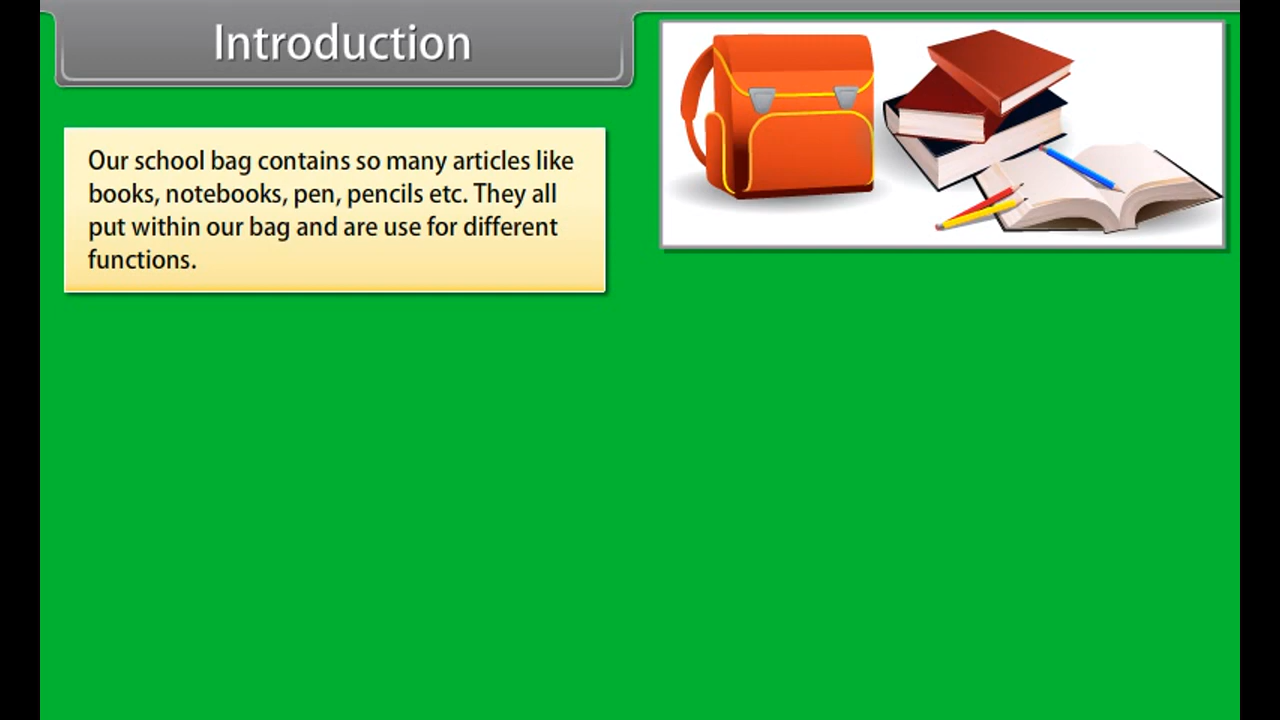 Introduction
Our school bag contains so many articles like
books, notebooks, pen, pencils etc. They all
put within our bag and are use for different
functions.